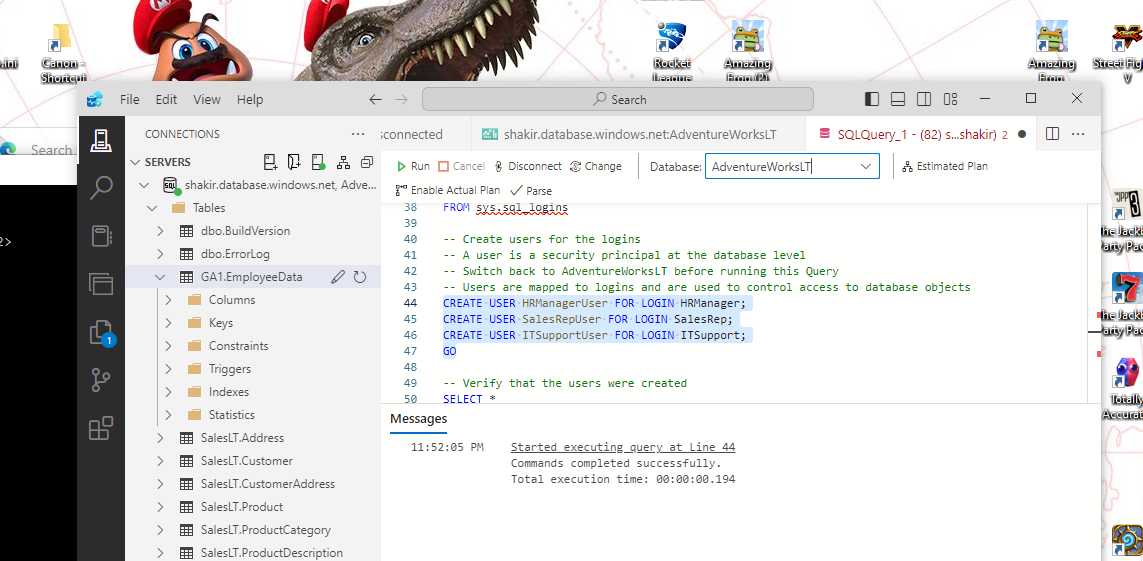 .ini
Canon -
Shortcut
Rocket
League
Amazing
Frog (2)
Amazing
Frog
Street Fig
V
File Edit View Help
Search
Search
CONNECTIONS
sconnected
shakir.database.windows.net:AdventureWorksLT
SQLQuery_1 - (82) s...shakir) 2
SERVERS
Run Cancel Disconnect Change Database: AdventureWorksLT Estimated Plan
Enable Actual Plan Parse
SQL
shakir.database.windows.net, Adve...
Tables
dbo.BuildVersion
dbo.ErrorLog
GA1.EmployeeData
Columns
Keys
Constraints
Triggers
Indexes
Statistics
SalesLT.Address
SalesLT.Customer
SalesLT.CustomerAddress
SalesLT.Product
SalesLT.ProductCategory
SalesLT.ProductDescription
1
2>
38 FROM sys.sql_logins
39
40 -- Create users for the logins
41 -- A user is a security principal at the database level
42 -- Switch back to AdventureWorksLT before running this Query
43 -- Users are mapped to logins and are used to control access to database objects
44 CREATE USER HRManagerUser FOR LOGIN HRManager;
45 CREATE USER SalesRepUser FOR LOGIN SalesRep;
46 CREATE USER ITSupportUser FOR LOGIN ITSupport;
47 GO
48
49 -- Verify that the users were created
50 SELECT *
Messages
11:52:05 PM Started executing query at Line 44
Commands completed successfully.
Total execution time: 00:00:00.194
The Jackb
Party Pac
The Jackb
Party Pac
Totally
Accurat